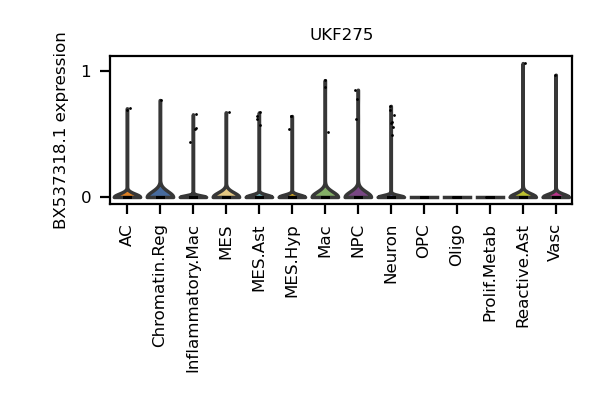 UKF275
BX537318.1 expression
1
0
AC
Chromatin.Reg
Inflammatory.Mac
MES
MES.Ast
MES.Hyp
Mac
NPC
Neuron
OPC
Oligo
Prolif.Metab
Reactive.Ast
Vasc